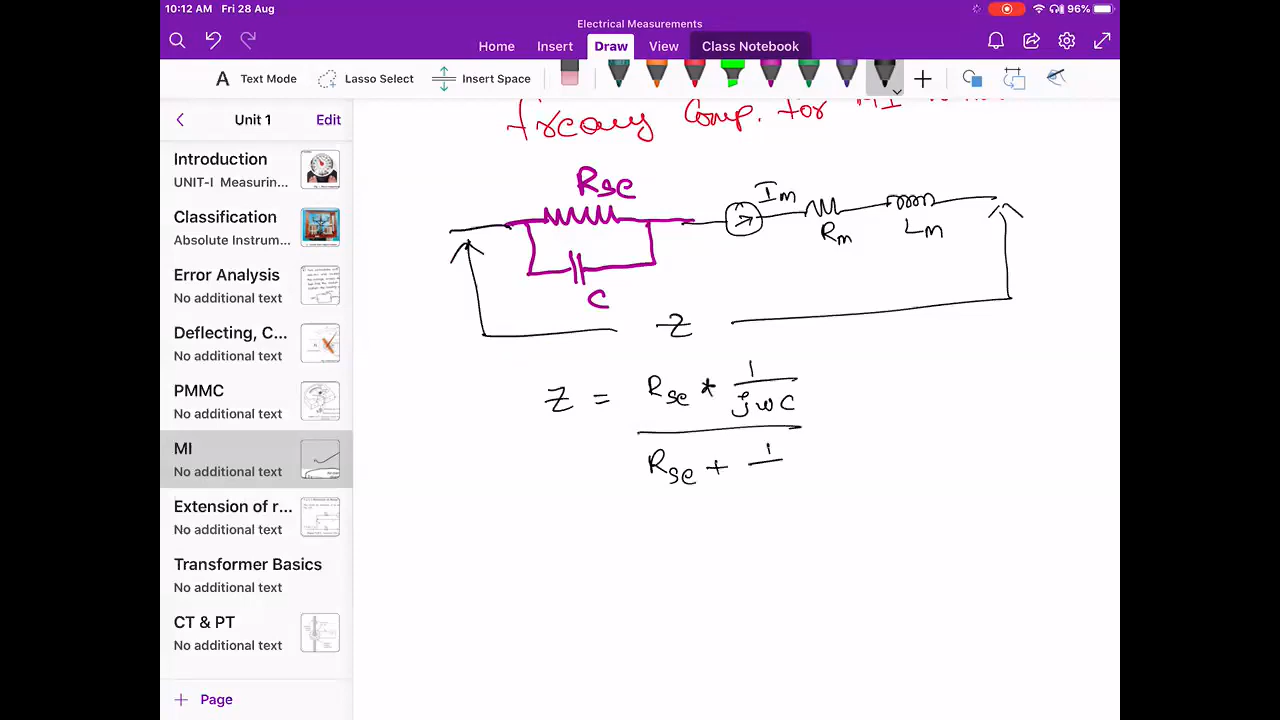 10:12 AM Fri 28 Aug
96%
Electrical Measurements
Home Insert Draw View Class Notebook
A Text Mode Lasso Select Insert Space
Unit 1 Edit
Introduction
UNIT-I Measurin...
Classification
Absolute Instrum...
Error Analysis
No additional text
Deflecting, C...
No additional text
PMMC
No additional text
MI
No additional text
Extension of r...
No additional text
Transformer Basics
No additional text
CT & PT
No additional text
+ Page
Comp. for MI
Rse
Im
Rm
Lm
C
Z
Z = Rse * 1
jwC
Rse + 1